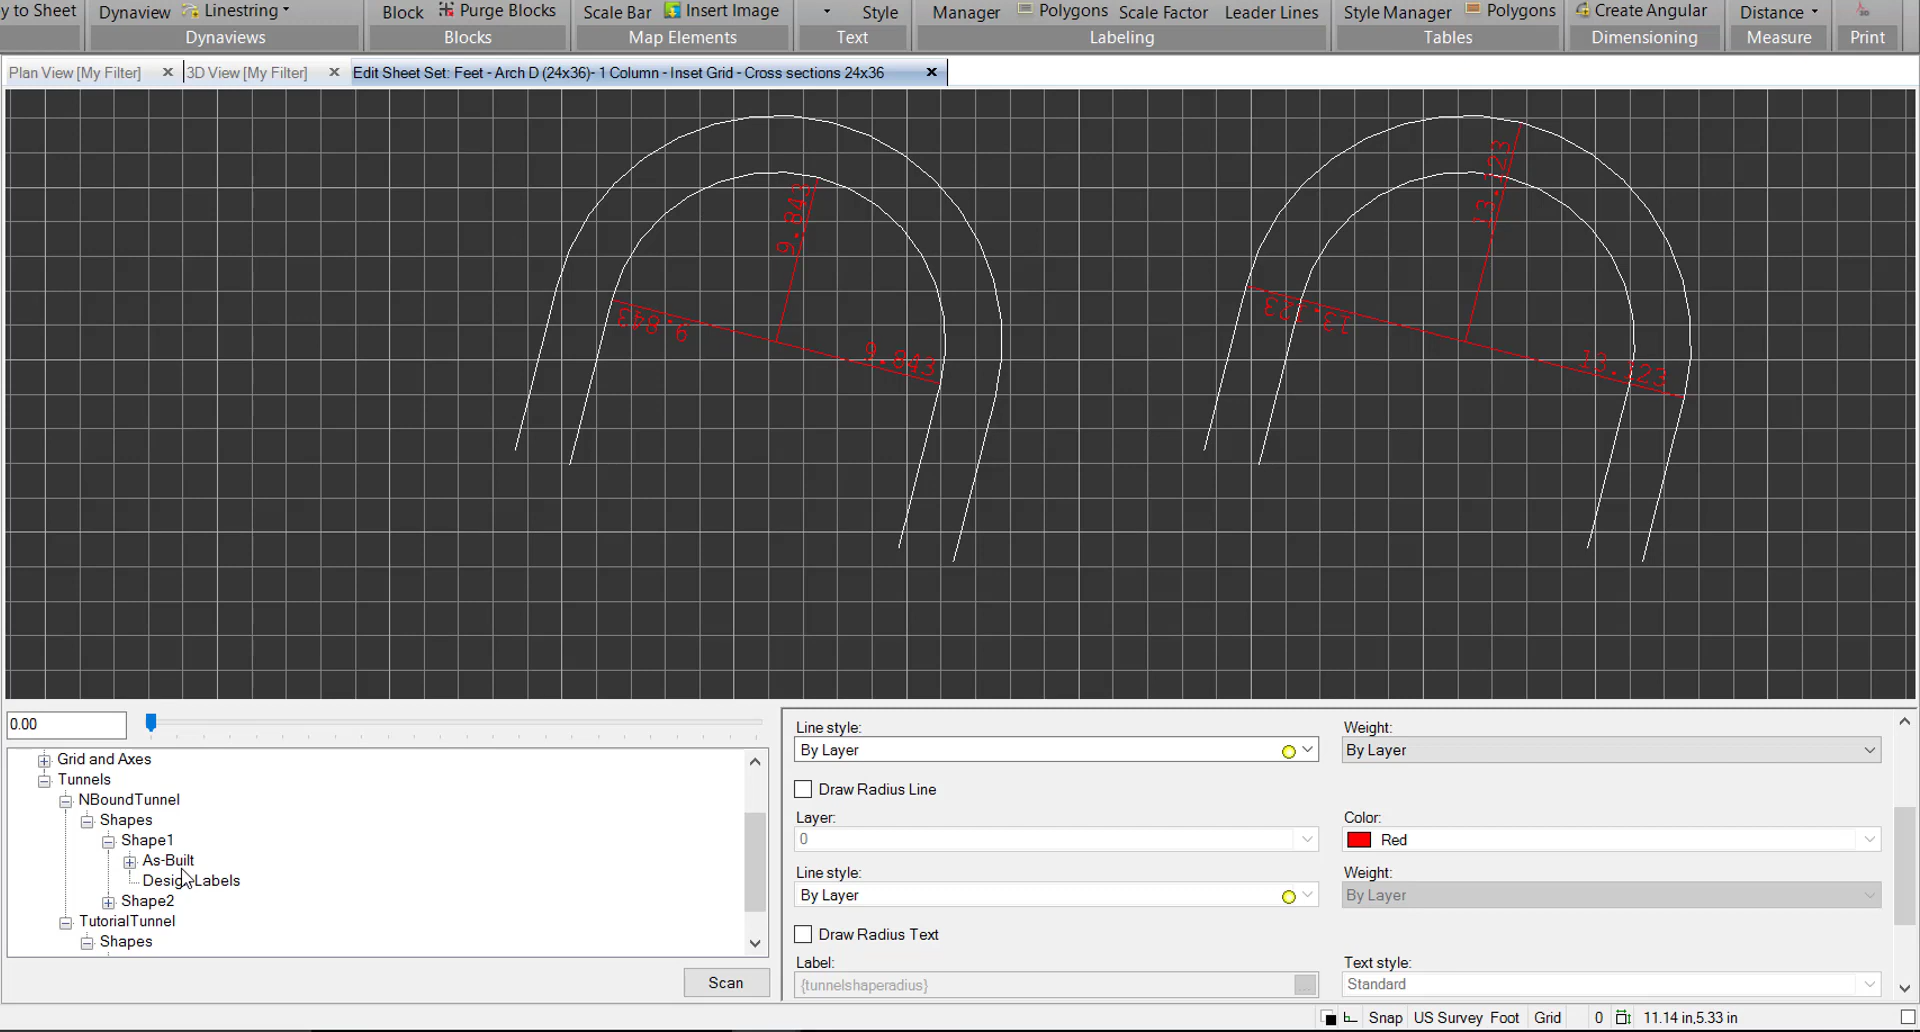 y to Sheet Dynaview Linestring Block Purge Blocks Scale Bar Insert Image Style Manager Polygons Scale Factor Leader Lines Style Manager Polygons Create Angular Distance
Dynaviews Blocks Map Elements Text Labeling Tables Dimensioning Measure Print
Plan View [My Filter] 3D View [My Filter] Edit Sheet Set: Feet - Arch D (24x36)- 1 Column - Inset Grid - Cross sections 24x36
9.843
9.843
9.843
13.123
13.123
13.123
0.00
Grid and Axes
Tunnels
NBoundTunnel
Shapes
Shape1
As-Built
Design Labels
Shape2
TutorialTunnel
Shapes
Scan
Line style: Weight:
By Layer By Layer
Draw Radius Line
Layer: Color:
0 Red
Line style: Weight:
By Layer By Layer
Draw Radius Text
Label: Text style:
{tunnelshaperadius} ... Standard
Snap US Survey Foot Grid 0 11.14 in,5.33 in